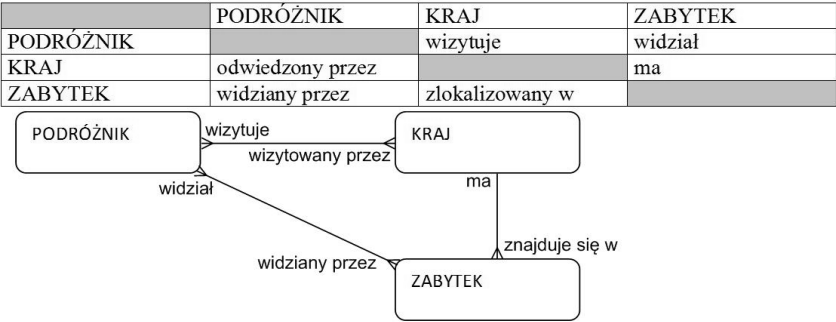 PODRÓŻNIK KRAJ ZABYTEK
PODRÓŻNIK wizytuje widział
KRAJ odwiedzony przez ma
ZABYTEK widziany przez zlokalizowany w
PODRÓŻNIK wizytuje KRAJ
wizytowany przez
widział ma
znajduje się w
widziany przez
ZABYTEK